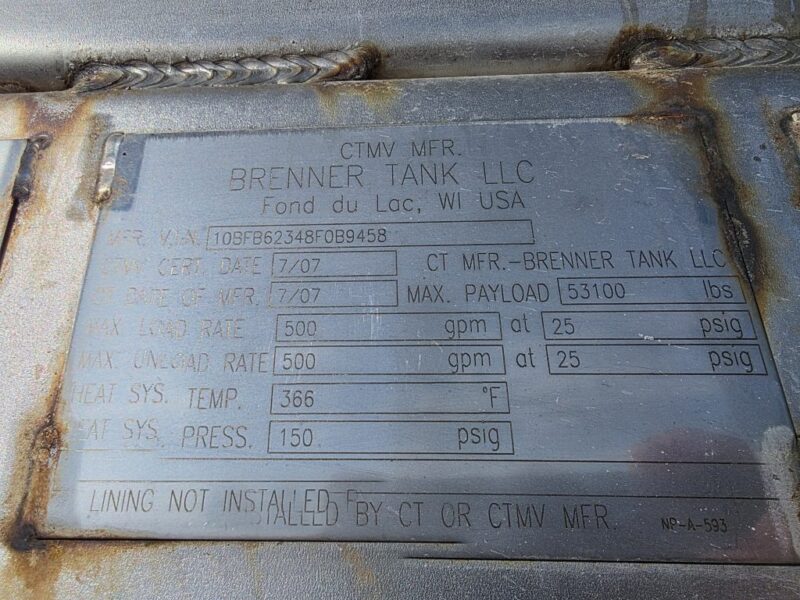 CTMV MFR.
BRENNER TANK LLC
Fond du Lac, WI USA
MFR. V.I.N. 10BFB62348F0B9458
CTMV CERT. DATE 7/07 CT MFR.-BRENNER TANK LLC
CT DATE OF MFR. 7/07 MAX. PAYLOAD 53100 lbs
MAX. LOAD RATE 500 gpm at 25 psig
MAX. UNLOAD RATE 500 gpm at 25 psig
HEAT SYS. TEMP. 366 °F
HEAT SYS. PRESS. 150 psig
LINING NOT INSTALLED BY CT OR CTMV MFR. NP-A-593